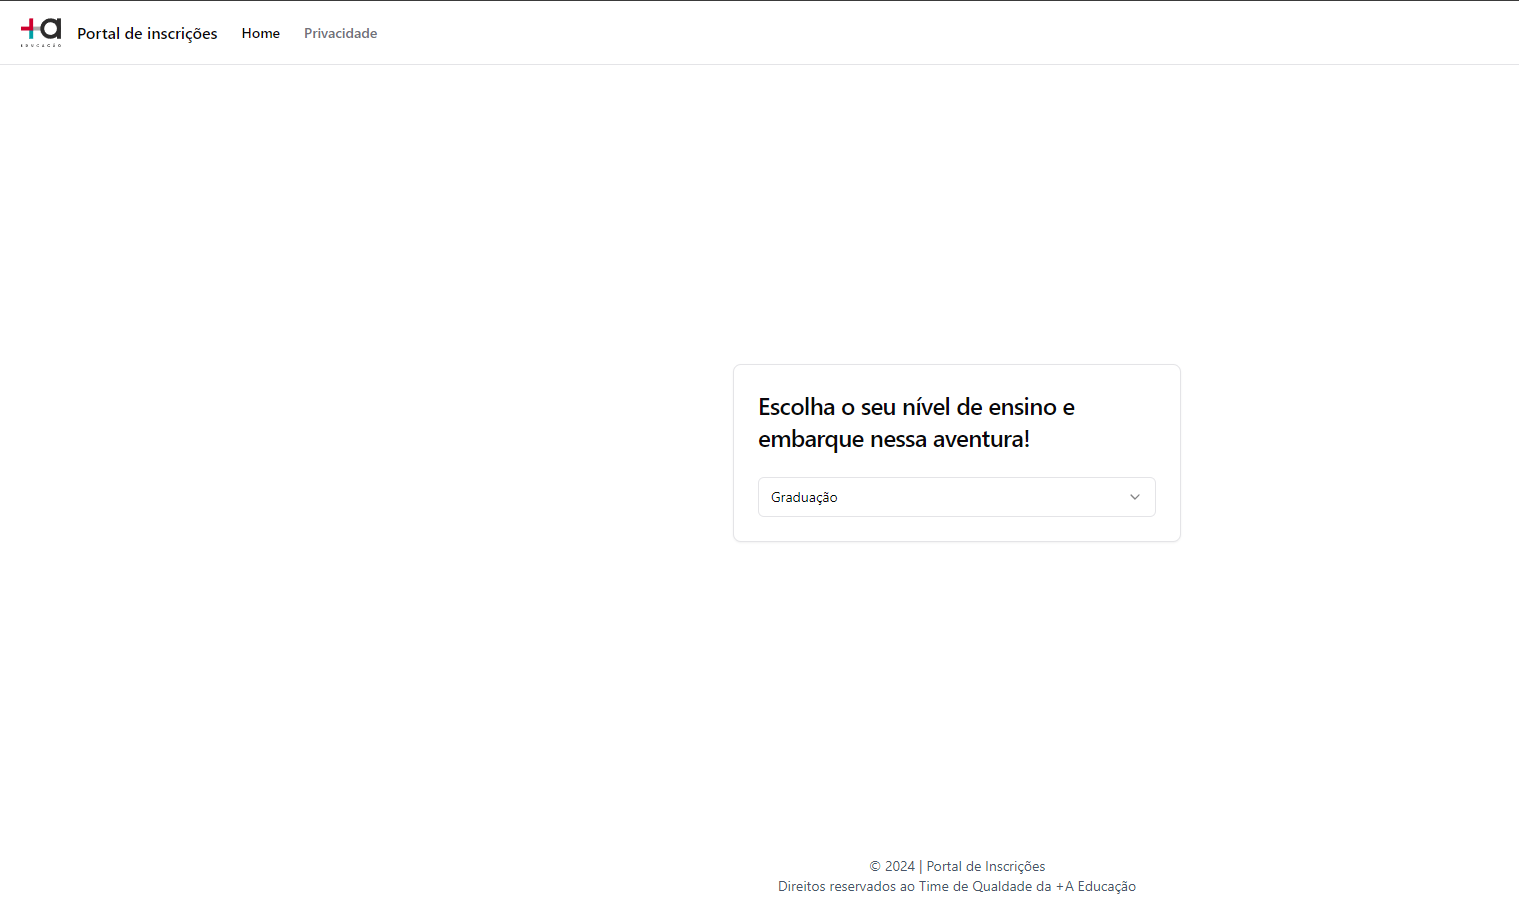 +a
EDUCAÇÃO
Portal de inscrições
Home
Privacidade
Escolha o seu nível de ensino e
embarque nessa aventura!
Graduação
© 2024 | Portal de Inscrições
Direitos reservados ao Time de Qualdade da +A Educação